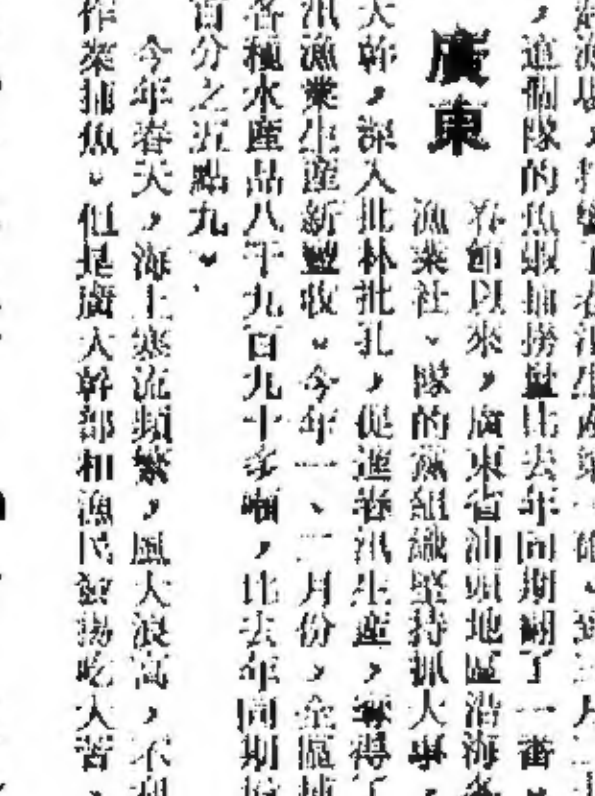 ，這個隊的魚蝦捕撈量比去年同期翻了一番
廣東
春節以來，廣東省汕頭地區沿海各
漁業社、隊的黨組織堅持抓大事，
大幹，深入批林批孔，促進春汛生產，奪得了
汛漁業生產新豐收。今年一、二月份，全區捕
各種水產品八千九百九十多噸，比去年同期增
百分之五點九。
今年春天，海上寒流頻繁，風大浪高，不利
作業捕魚。但是廣大幹部和漁民發揚吃大苦、